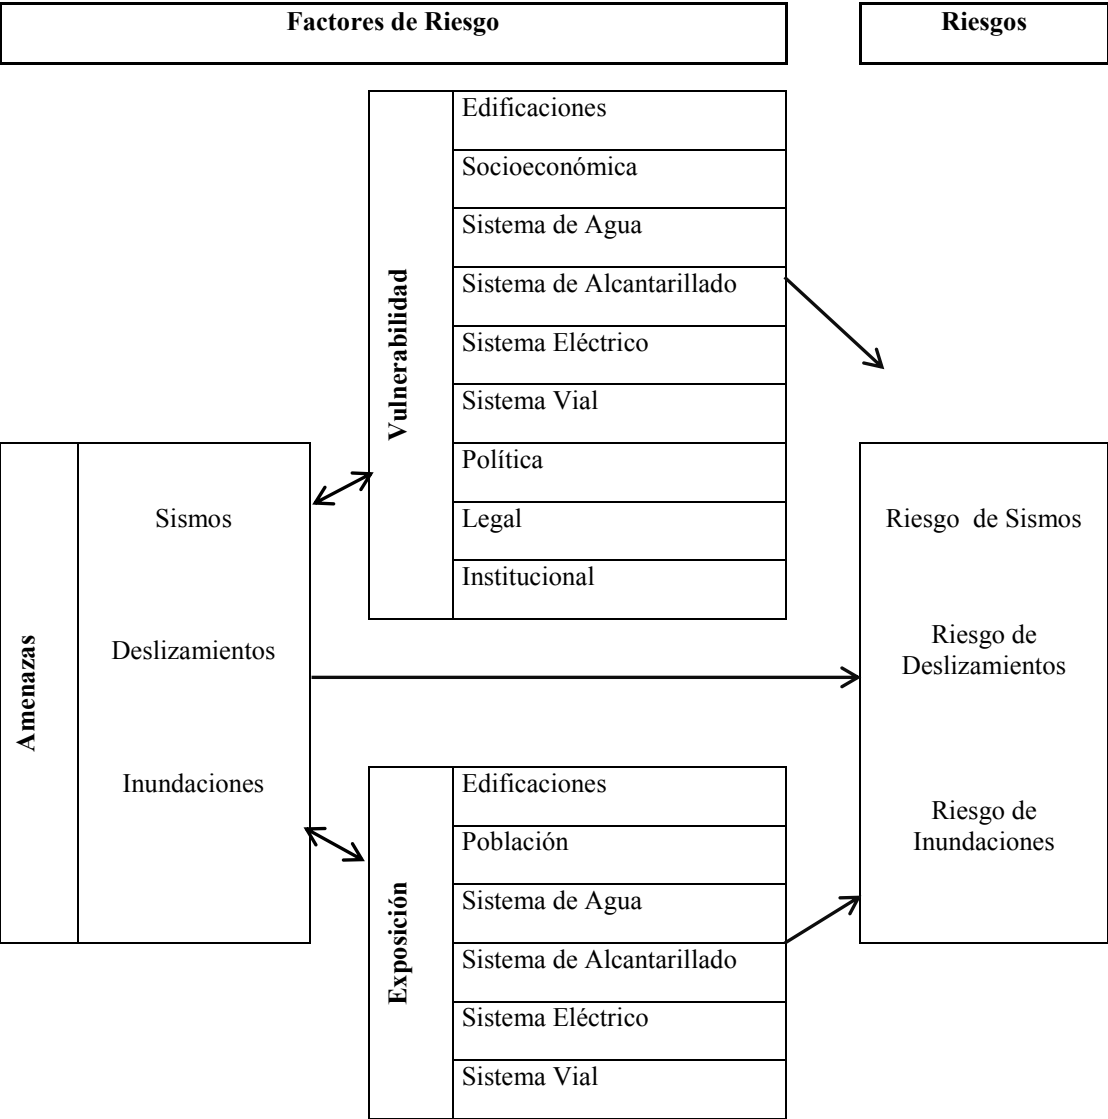 Factores de Riesgo
Riesgos
Vulnerabilidad
Edificaciones
Socioeconómica
Sistema de Agua
Sistema de Alcantarillado
Sistema Eléctrico
Sistema Vial
Política
Legal
Institucional
Amenazas
Sismos
Deslizamientos
Inundaciones
Exposición
Edificaciones
Población
Sistema de Agua
Sistema de Alcantarillado
Sistema Eléctrico
Sistema Vial
Riesgo de Sismos
Riesgo de
Deslizamientos
Riesgo de
Inundaciones